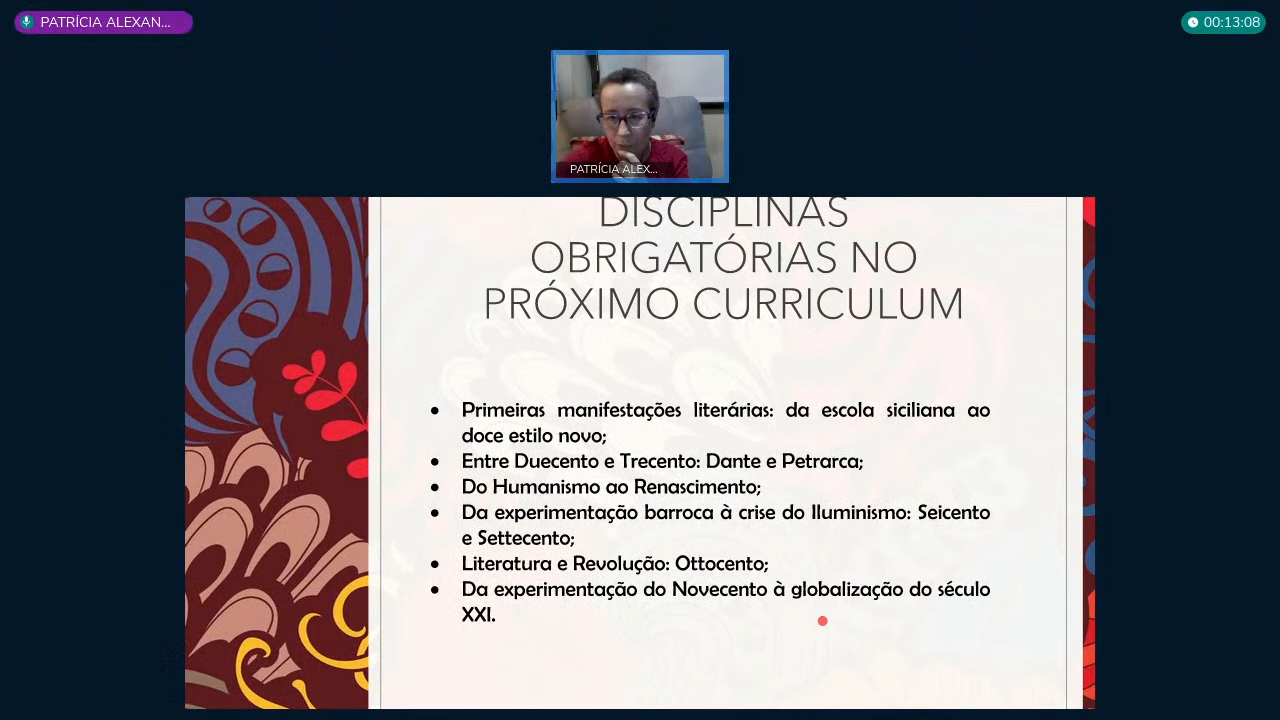 PATRÍCIA ALEXAN...
00:13:08
PATRÍCIA ALEX...
DISCIPLINAS
OBRIGATÓRIAS NO
PRÓXIMO CURRICULUM
• Primeiras manifestações literárias: da escola siciliana ao
doce estilo novo;
• Entre Duecento e Trecento: Dante e Petrarca;
• Do Humanismo ao Renascimento;
• Da experimentação barroca à crise do Iluminismo: Seicento
e Settecento;
• Literatura e Revolução: Ottocento;
• Da experimentação do Novecento à globalização do século
XXI.